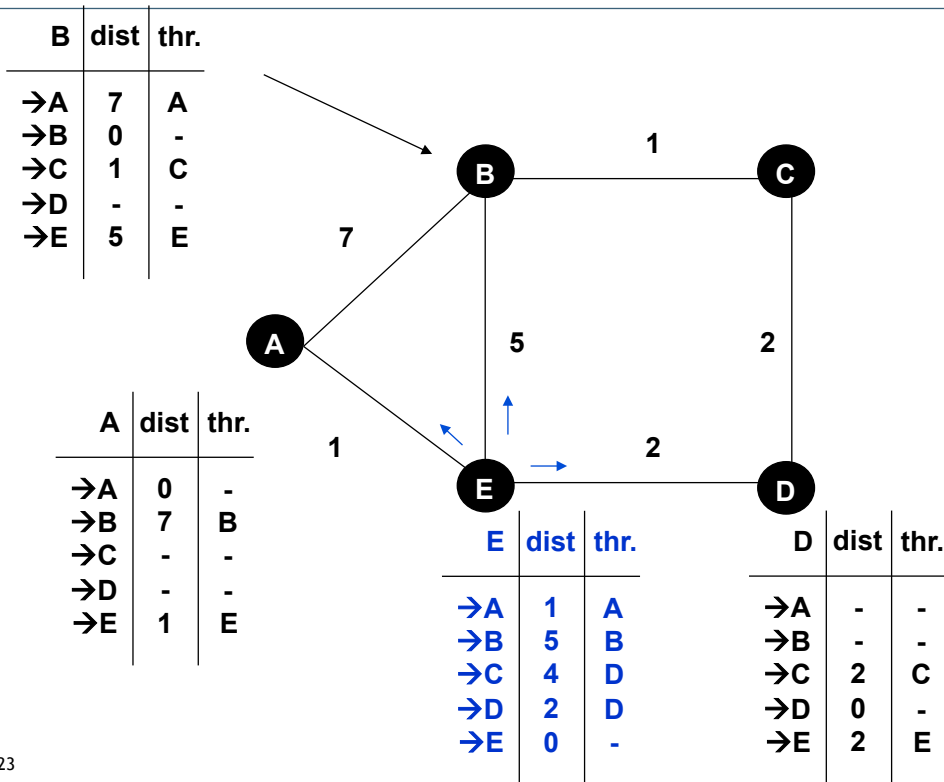 B dist thr.
→A 7 A
→B 0 -
→C 1 C
→D - -
→E 5 E
1
B
C
7
A
5
2
A dist thr.
→A 0 -
→B 7 B
→C - -
→D - -
→E 1 E
1
2
E
D
E dist thr.
→A 1 A
→B 5 B
→C 4 D
→D 2 D
→E 0 -
D dist thr.
→A - -
→B - -
→C 2 C
→D 0 -
→E 2 E
23